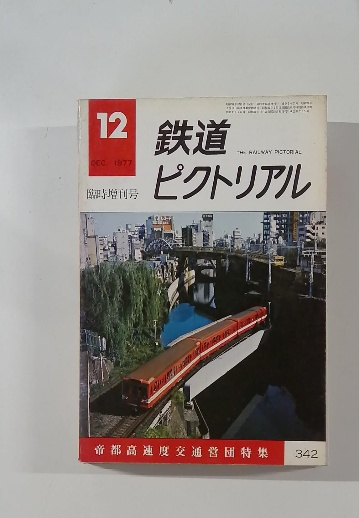 12
DEC. 1977
鉄道
THE RAILWAY PICTORIAL
ピクトリアル
臨時増刊号
帝都高速度交通営団特集
342